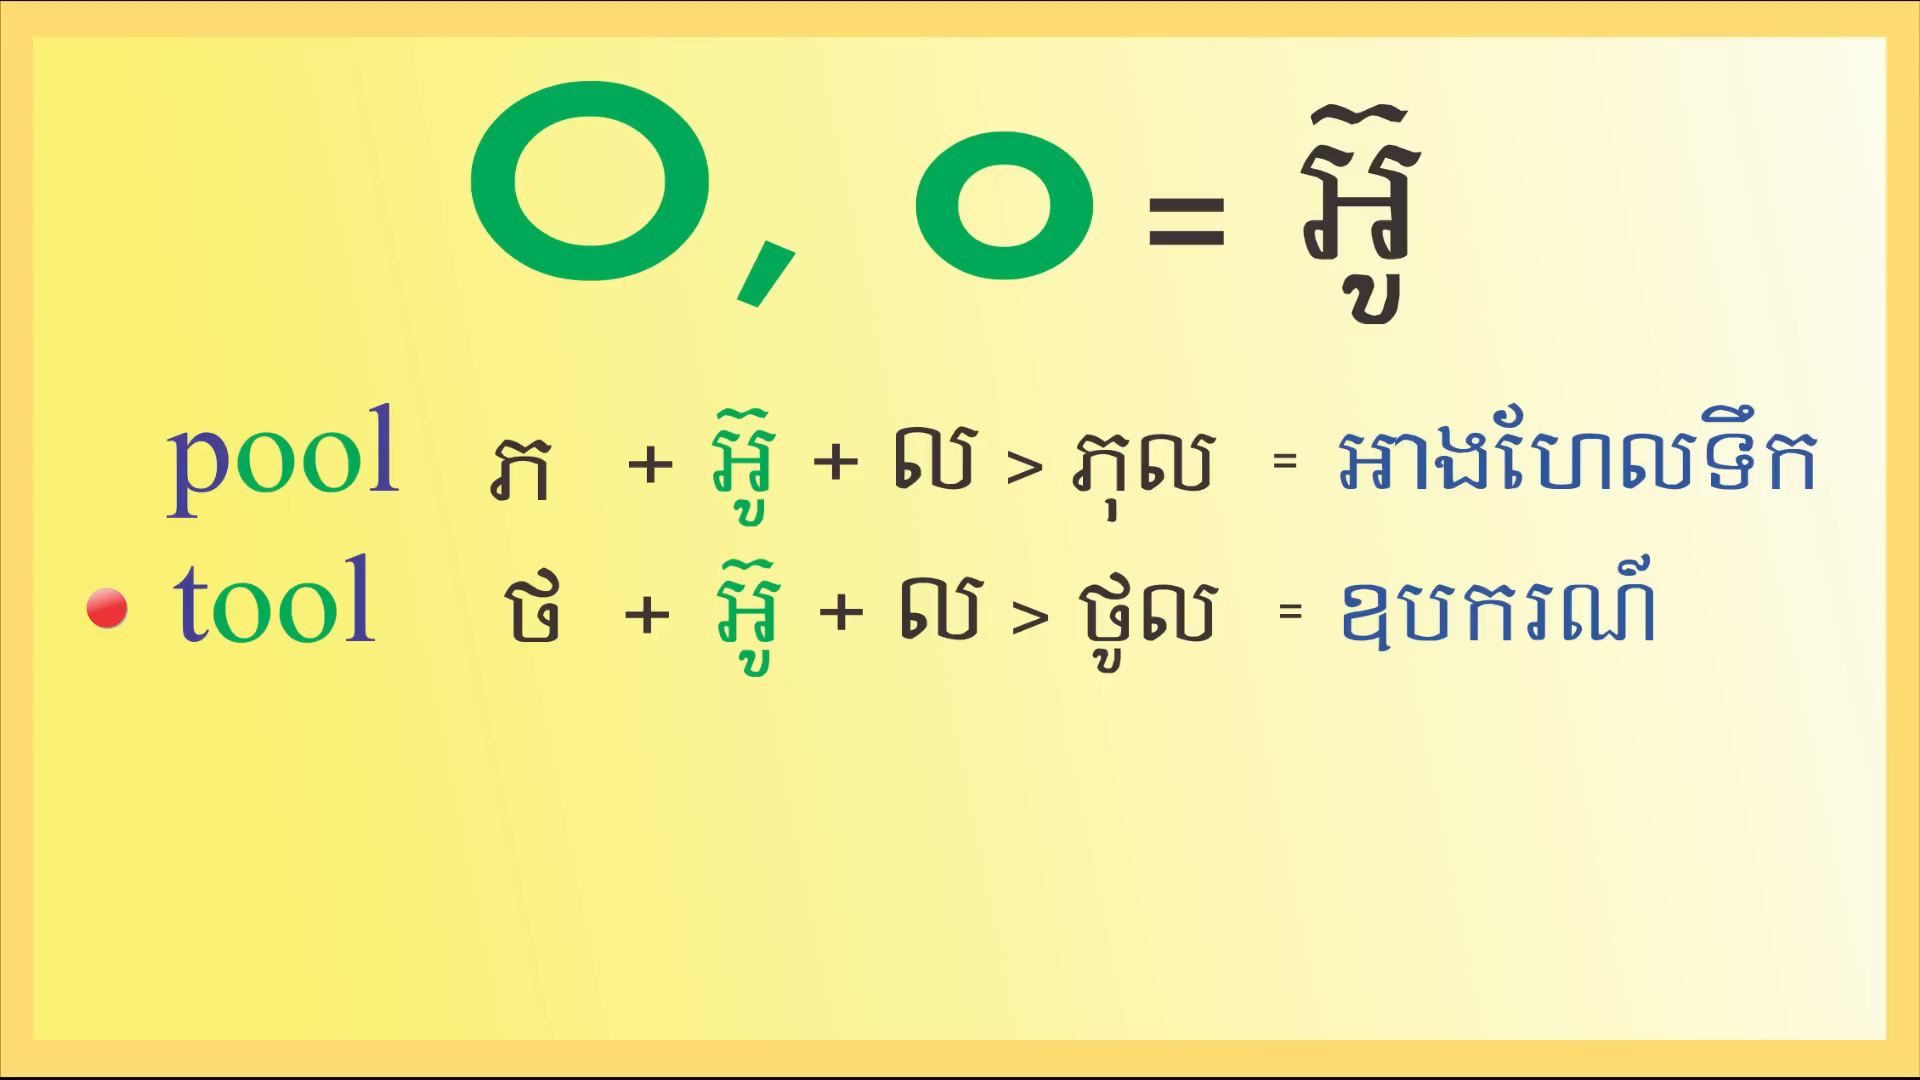 O, o = អ៊ូ
pool ភ + អ៊ូ + ល > ភុល = អាងហែលទឹក
tool ថ + អ៊ូ + ល > ថូល = ឧបករណ៍